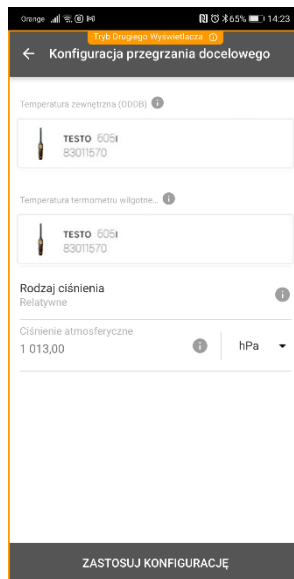 Orange 65% 14:23
Tryb Drugiego Wyświetlacza
Konfiguracja przegrzania docelowego
Temperatura zewnętrzna (ODDB)
TESTO 605i
83011570
Temperatura termometru wilgotne...
TESTO 605i
83011570
Rodzaj ciśnienia
Relatywne
Ciśnienie atmosferyczne
1 013,00 hPa
ZASTOSUJ KONFIGURACJĘ